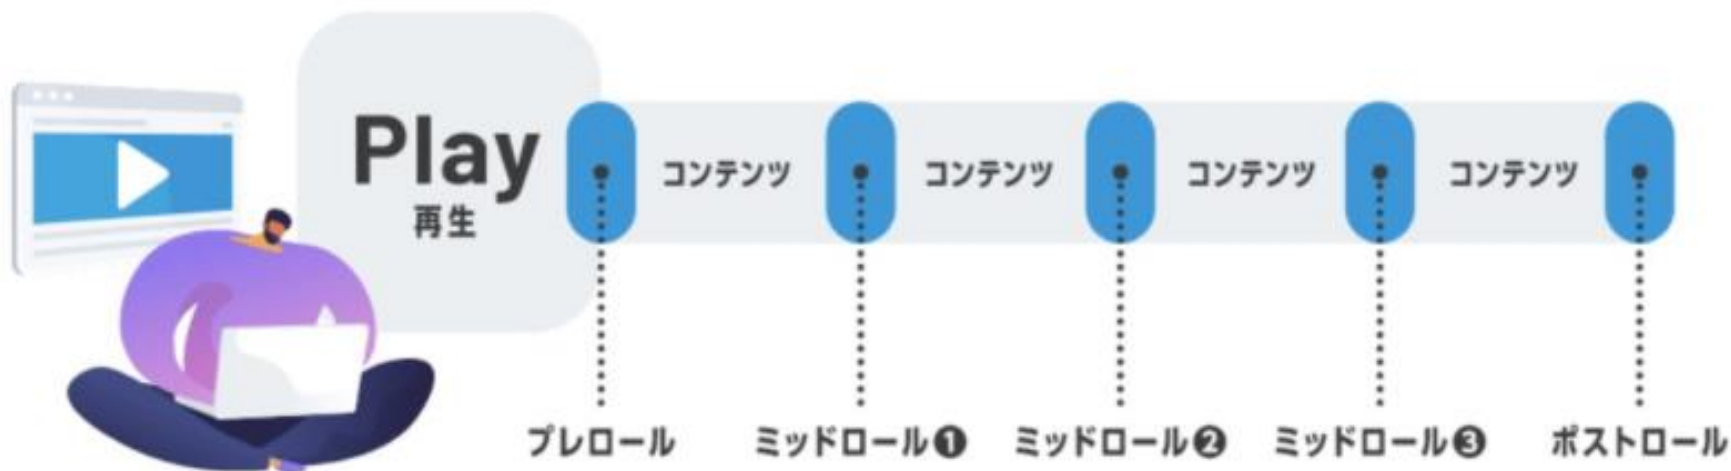 Play
再生
コンテンツ コンテンツ コンテンツ コンテンツ
プレロール ミッドロール❶ ミッドロール❷ ミッドロール❸ ポストロール